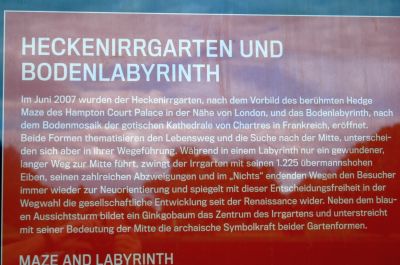 HECKENIRRGARTEN UND
BODENLABYRINTH
Im Juni 2007 wurden der Heckenirrgarten, nach dem Vorbild des berühmten Hedge
Maze des Hampton Court Palace in der Nähe von London, und das Bodenlabyrinth, nach
dem Bodenmosaik der gotischen Kathedrale von Chartres in Frankreich, eröffnet.
Beide Formen thematisieren den Lebensweg und die Suche nach der Mitte, unterschei-
den sich aber in ihrer Wegeführung. Während in einem Labyrinth nur ein gewundener,
langer Weg zur Mitte führt, zwingt der Irrgarten mit seinen 1.225 übermannshohen
Eiben, seinen zahlreichen Abzweigungen und im „Nichts“ endenden Wegen den Besucher
immer wieder zur Neuorientierung und spiegelt mit dieser Entscheidungsfreiheit in der
Wegwahl die gesellschaftliche Entwicklung seit der Renaissance wider. Neben dem blau-
en Aussichtsturm bildet ein Ginkgobaum das Zentrum des Irrgartens und unterstreicht
mit seiner Bedeutung der Mitte die archaische Symbolkraft beider Gartenformen.
MAZE AND LABYRINTH